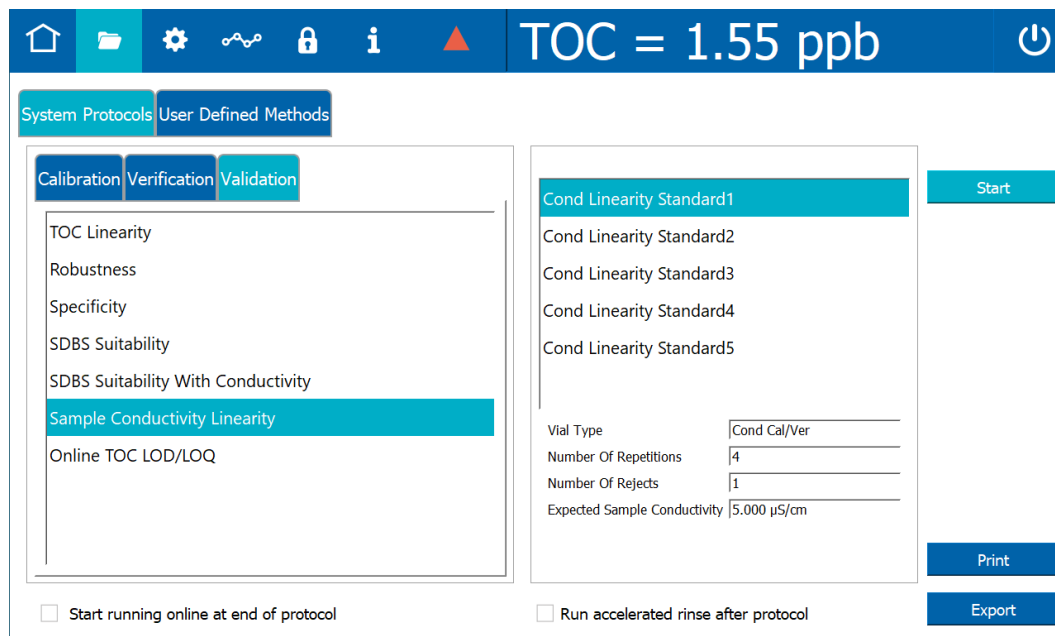 TOC = 1.55 ppb
System Protocols
User Defined Methods
Calibration
Verification
Validation
TOC Linearity
Robustness
Specificity
SDBS Suitability
SDBS Suitability With Conductivity
Sample Conductivity Linearity
Online TOC LOD/LOQ
Start running online at end of protocol
Cond Linearity Standard1
Cond Linearity Standard2
Cond Linearity Standard3
Cond Linearity Standard4
Cond Linearity Standard5
Vial Type Cond Cal/Ver
Number Of Repetitions 4
Number Of Rejects 1
Expected Sample Conductivity 5.000 µS/cm
Run accelerated rinse after protocol
Start
Print
Export